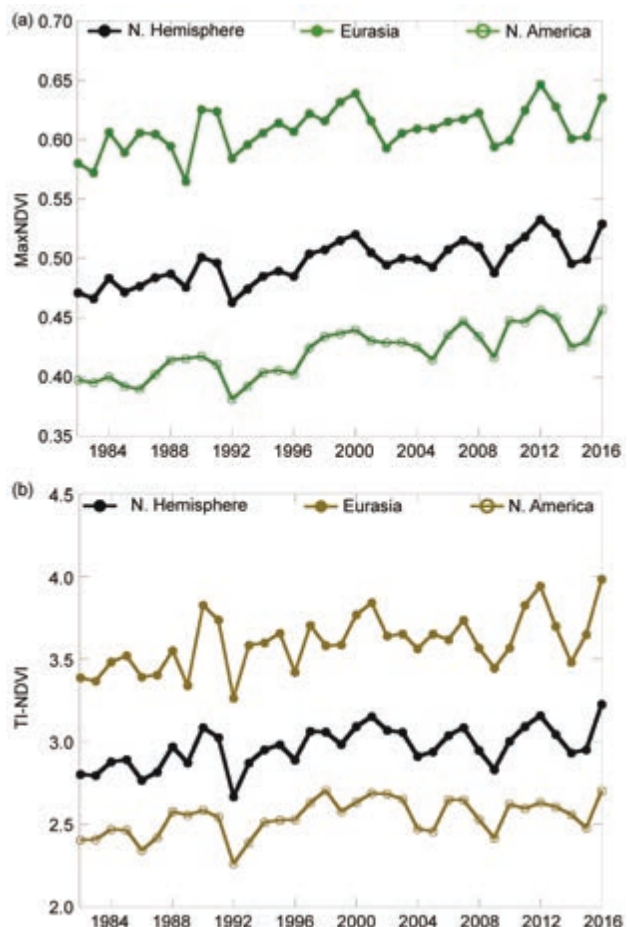 (a)
0.70
N. Hemisphere Eurasia N. America
0.65
0.60
0.55
MaxNDVI
0.50
0.45
0.40
0.35
1984 1988 1992 1996 2000 2004 2008 2012 2016
(b)
4.5
N. Hemisphere Eurasia N. America
4.0
3.5
TI-NDVI
3.0
2.5
2.0
1984 1988 1992 1996 2000 2004 2008 2012 2016